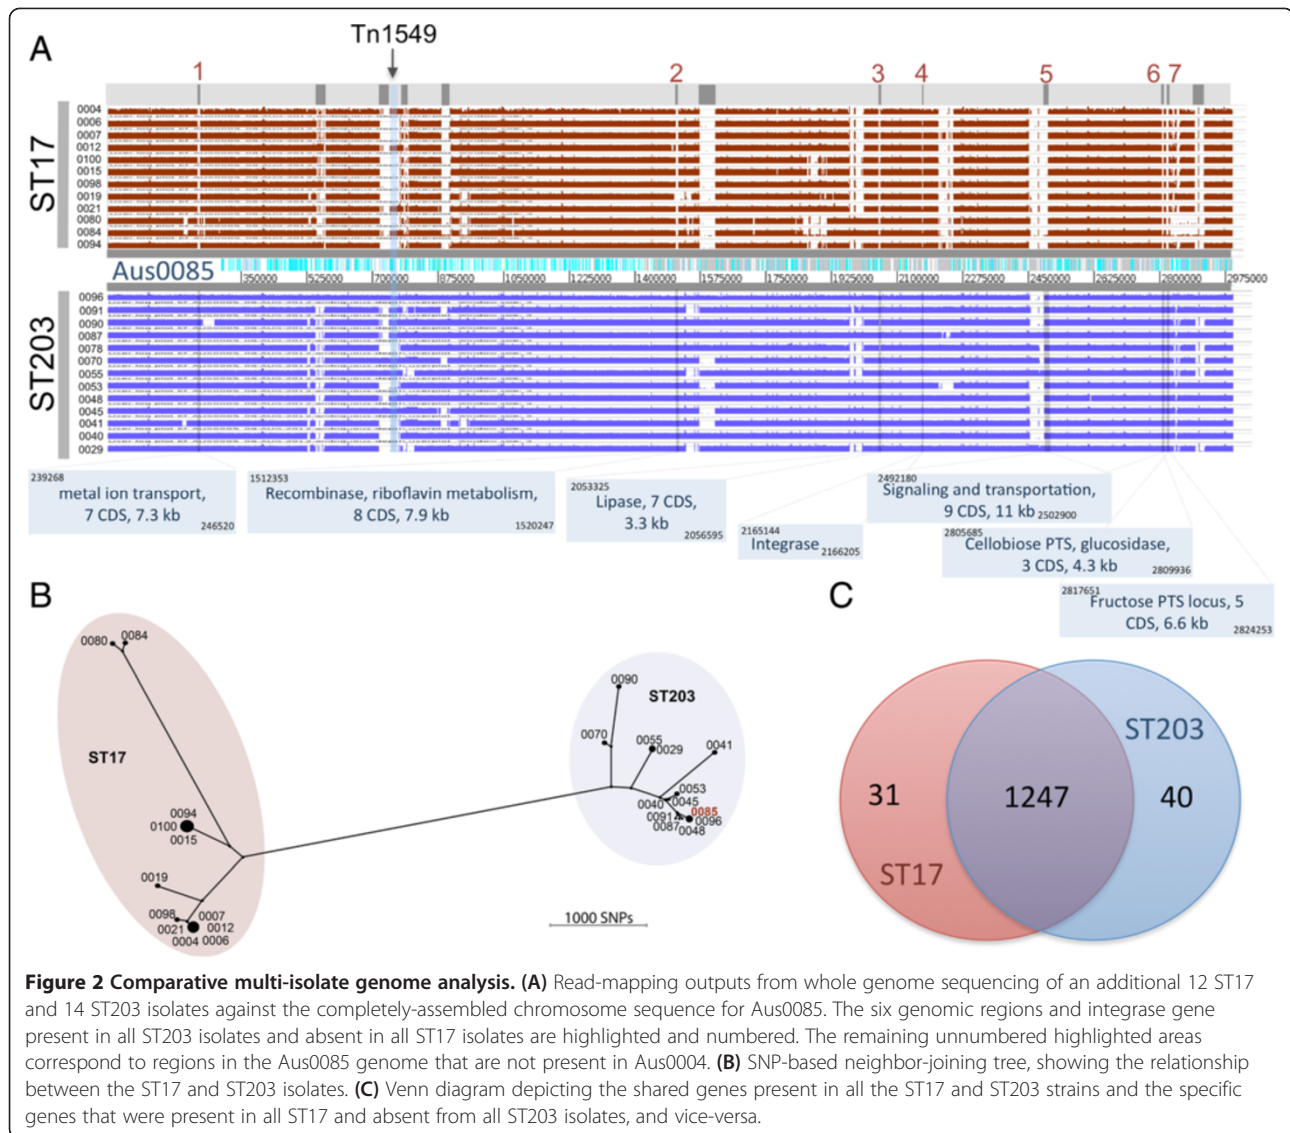 A
Tn1549
1 2 3 4 5 6 7
ST17
0004
0006
0007
0012
0100
0015
0098
0019
0021
0080
0084
0094
Aus0085
350000 525000 700000 875000 1050000 1225000 1400000 1575000 1750000 1925000 2100000 2275000 2450000 2625000 2800000 2975000
ST203
0096
0091
0090
0087
0078
0070
0055
0053
0048
0045
0041
0040
0029
239268
metal ion transport,
7 CDS, 7.3 kb
246520
1512353
Recombinase, riboflavin metabolism,
8 CDS, 7.9 kb
1520247
2053325
Lipase, 7 CDS,
3.3 kb
2056595
2165144
Integrase
2166205
2492180
Signaling and transportation,
9 CDS, 11 kb
2502900
2805685
Cellobiose PTS, glucosidase,
3 CDS, 4.3 kb
2809936
2817651
Fructose PTS locus, 5
CDS, 6.6 kb
2824253
B
0080
0084
ST17
0094
0100
0015
0019
0098
0007
0021
0012
0004
0006
0090
ST203
0070
0055
0029
0041
0053
0040
0045
0085
0091
0096
0087
0048
1000 SNPs
C
ST203
31
1247
40
ST17
Figure 2 Comparative multi-isolate genome analysis. (A) Read-mapping outputs from whole genome sequencing of an additional 12 ST17
and 14 ST203 isolates against the completely-assembled chromosome sequence for Aus0085. The six genomic regions and integrase gene
present in all ST203 isolates and absent in all ST17 isolates are highlighted and numbered. The remaining unnumbered highlighted areas
correspond to regions in the Aus0085 genome that are not present in Aus0004. (B) SNP-based neighbor-joining tree, showing the relationship
between the ST17 and ST203 isolates. (C) Venn diagram depicting the shared genes present in all the ST17 and ST203 strains and the specific
genes that were present in all ST17 and absent from all ST203 isolates, and vice-versa.